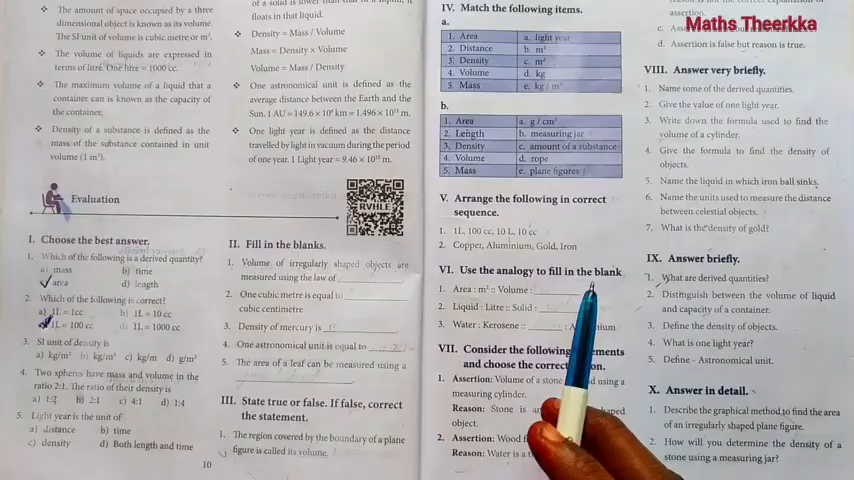 The amount of space occupied by a three
dimensional object is known as its volume.
The SI unit of volume is cubic metre or m³.
The volume of liquids are expressed in
terms of litre. One litre = 1000 cc.
The maximum volume of liquid that a
container can is known as the capacity of
the container.
Density of a substance is defined as the
mass of the substance contained in unit
volume (1 m³).
floats in that liquid.
Density = Mass / Volume
Mass = Density × Volume
Volume = Mass / Density
One astronomical unit is defined as the
average distance between the Earth and the
Sun. 1 AU = 149.6 × 10⁶ km = 1.496 × 10¹¹ m.
One light year is defined as the distance
travelled by light in vacuum during the period
of one year. 1 Light year = 9.46 × 10¹⁵ m.
Evaluation
RVHLE
I. Choose the best answer.
1. Which of the following is a derived quantity?
a) mass b) time
area d) length
2. Which of the following is correct?
a) 1L = 1cc b) 1L = 10 cc
1L = 100 cc d) 1L = 1000 cc
3. SI unit of density is
a) kg/m² b) kg/m³ c) kg/m d) g/m³
4. Two spheres have mass and volume in the
ratio 2:1. The ratio of their density is
a) 1:2 b) 2:1 c) 4:1 d) 1:4
5. Light year is the unit of
a) distance b) time
c) density d) Both length and time
10
II. Fill in the blanks.
1. Volume of irregularly shaped objects are
measured using the law of
2. One cubic metre is equal to
cubic centimetre.
3. Density of mercury is
4. One astronomical unit is equal to
5. The area of a leaf can be measured using a
III. State true or false. If false, correct
the statement.
1. The region covered by the boundary of a plane
figure is called its volume.
IV. Match the following items.
a.
1. Area a. light year
2. Distance b. m³
3. Density c. m²
4. Volume d. kg
5. Mass e. kg / m³
b.
1. Area a. g / cm³
2. Length b. measuring jar
3. Density c. amount of a substance
4. Volume d. rope
5. Mass e. plane figures
V. Arrange the following in correct
sequence.
1. 1L, 100 cc, 10 L, 10 cc
2. Copper, Aluminium, Gold, Iron
VI. Use the analogy to fill in the blank
1. Area : m² :: Volume :
2. Liquid : Litre :: Solid :
3. Water : Kerosene ::
VII. Consider the following
and choose the correct
1. Assertion: Volume of a stone using a
measuring cylinder.
Reason: Stone is an
object.
2. Assertion: Wood
Reason: Water is a
Maths Theerkka
assertion.
d. Assertion is false but reason is true.
VIII. Answer very briefly.
1. Name some of the derived quantities.
2. Give the value of one light year.
3. Write down the formula used to find the
volume of a cylinder.
4. Give the formula to find the density of
objects.
5. Name the liquid in which iron ball sinks.
6. Name the units used to measure the distance
between celestial objects.
7. What is the density of gold?
IX. Answer briefly.
1. What are derived quantities?
2. Distinguish between the volume of liquid
and capacity of a container.
3. Define the density of objects.
4. What is one light year?
5. Define - Astronomical unit.
X. Answer in detail.
1. Describe the graphical method to find the area
of an irregularly shaped plane figure.
2. How will you determine the density of a
stone using a measuring jar?